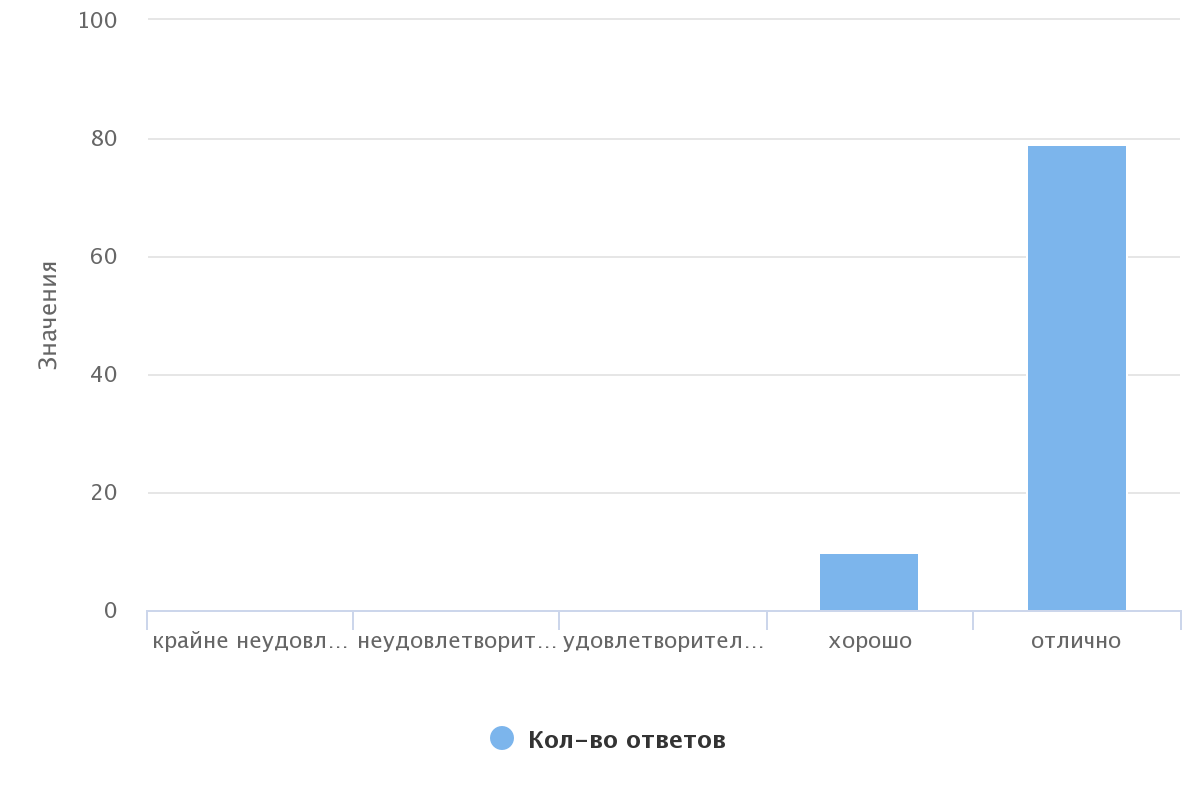 100
80
60
40
20
0
Значения
крайне неудовл... неудовлетворит... удовлетворител... хорошо отлично
Кол-во ответов